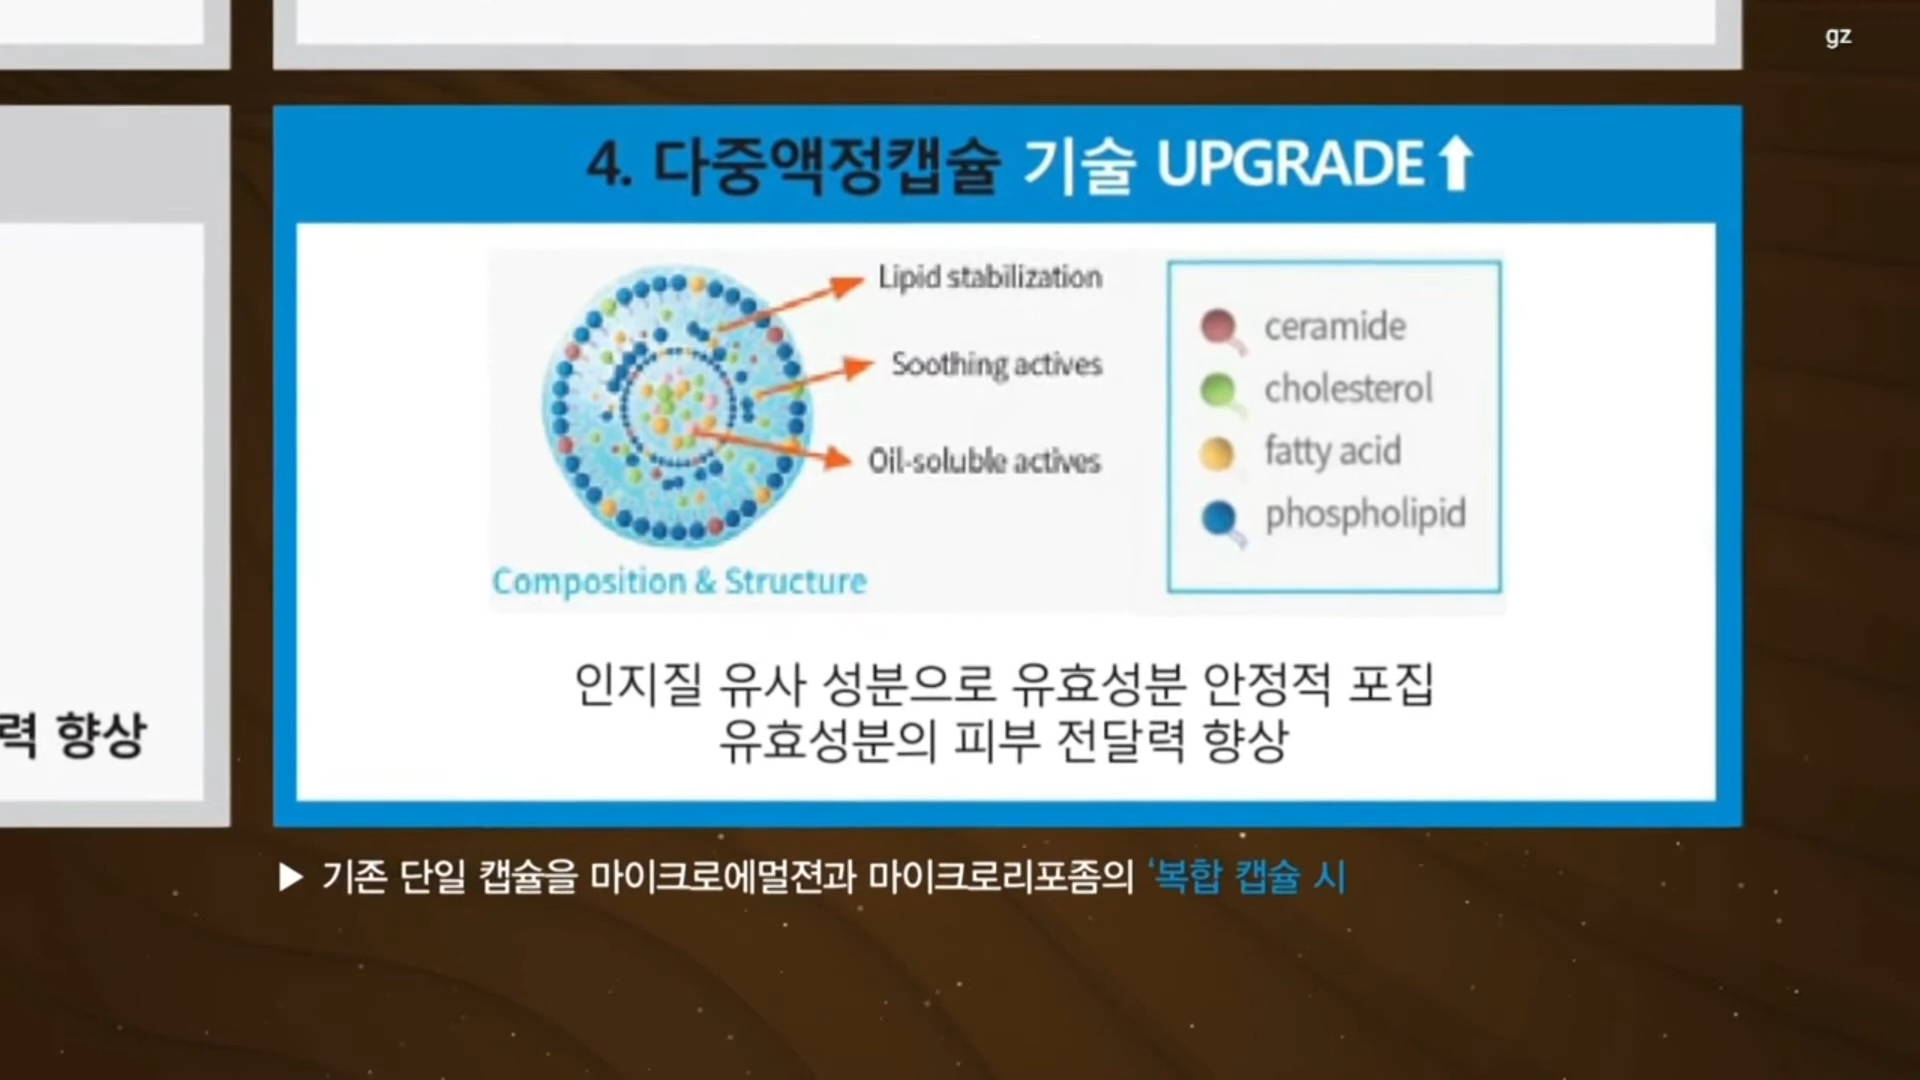 gz
4. 다중액정캡슐 기술 UPGRADE
Lipid stabilization
Soothing actives
Oil-soluble actives
Composition & Structure
ceramide
cholesterol
fatty acid
phospholipid
인지질 유사 성분으로 유효성분 안정적 포집
유효성분의 피부 전달력 향상
력 향상
▶ 기존 단일 캡슐을 마이크로에멀젼과 마이크로리포좀의 ‘복합 캡슐 시